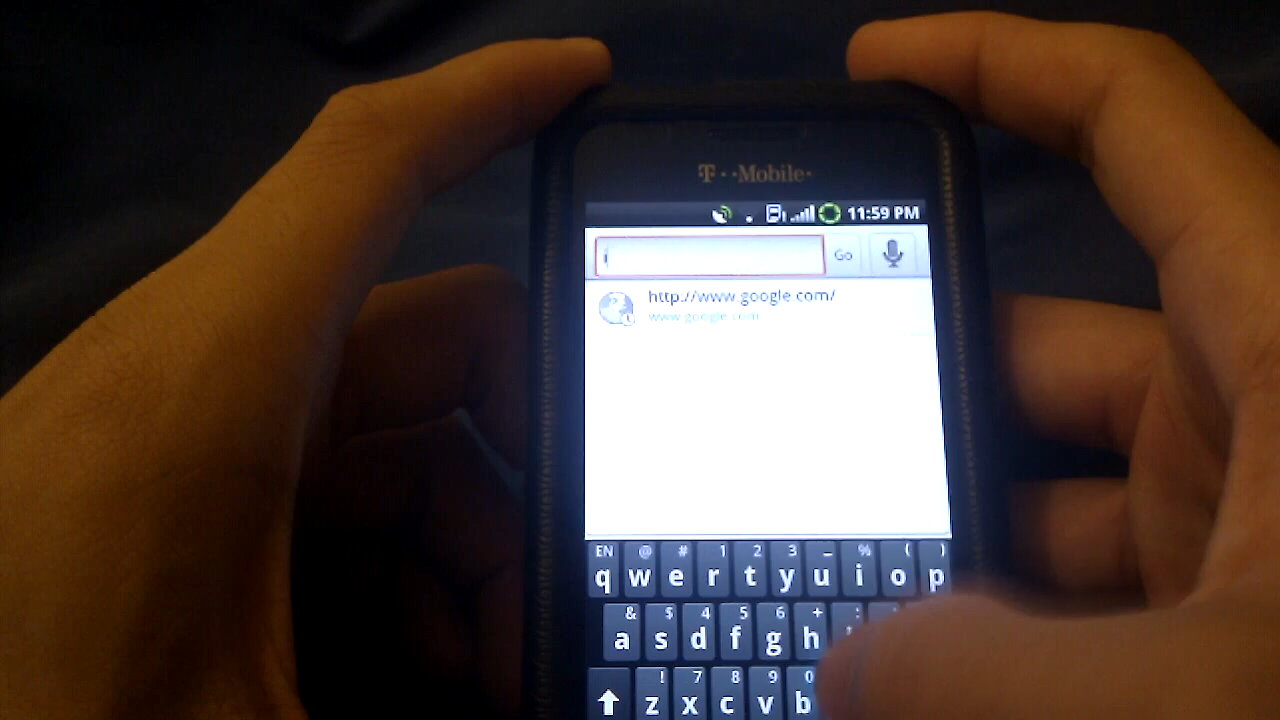 T··Mobile·
11:59 PM
Go
http://www.google.com/
www.google.com
EN @ # 1 2 3 _ % ( )
q w e r t y u i o p
& $ 4 5 6 + :
a s d f g h
! 7 8 9 0
z x c v b